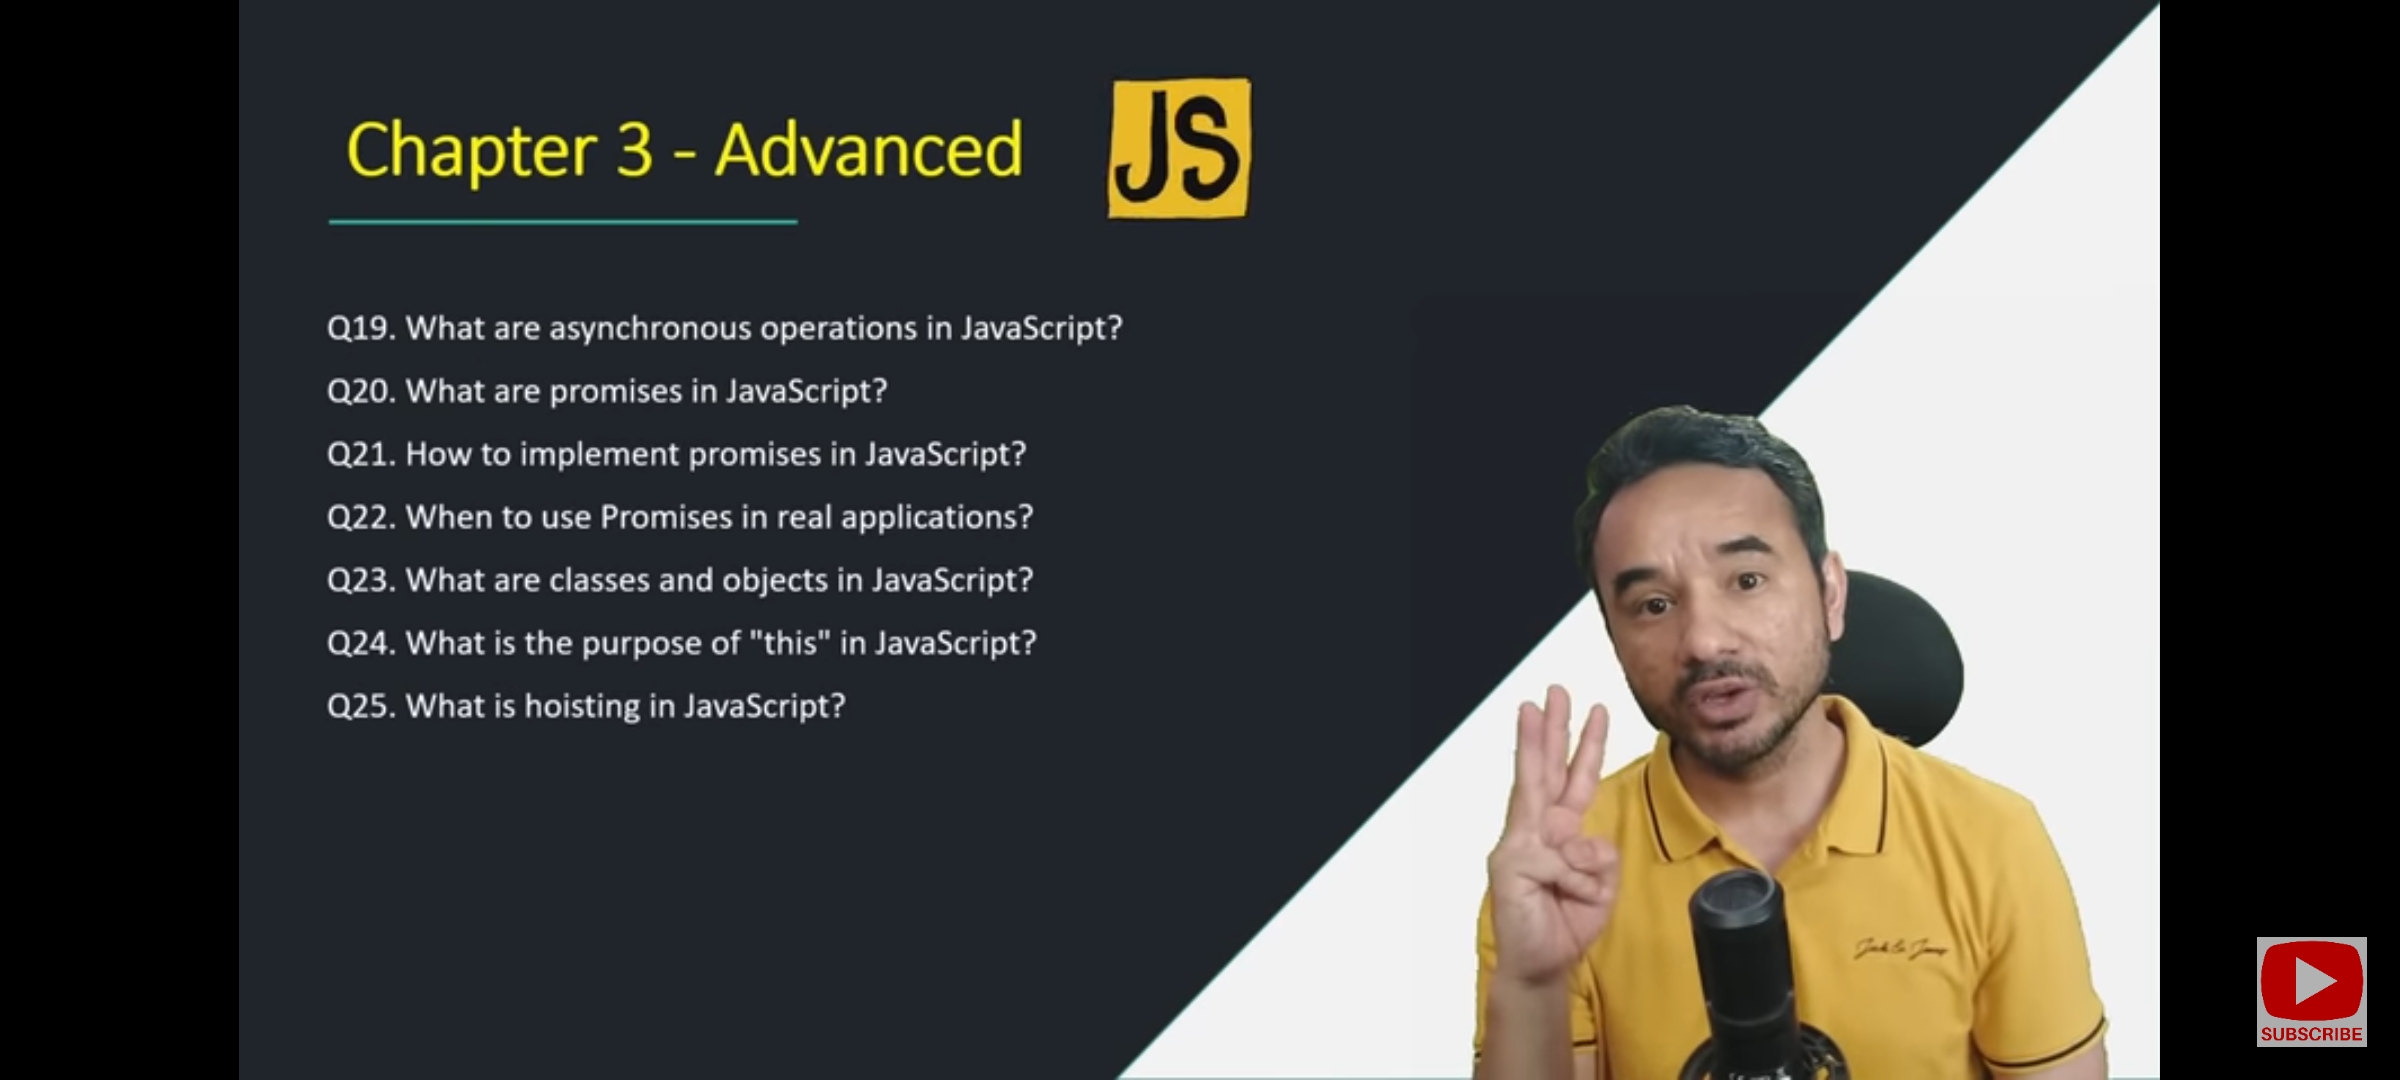 Chapter 3 - Advanced
JS
Q19. What are asynchronous operations in JavaScript?
Q20. What are promises in JavaScript?
Q21. How to implement promises in JavaScript?
Q22. When to use Promises in real applications?
Q23. What are classes and objects in JavaScript?
Q24. What is the purpose of "this" in JavaScript?
Q25. What is hoisting in JavaScript?
Jack & Jones
SUBSCRIBE